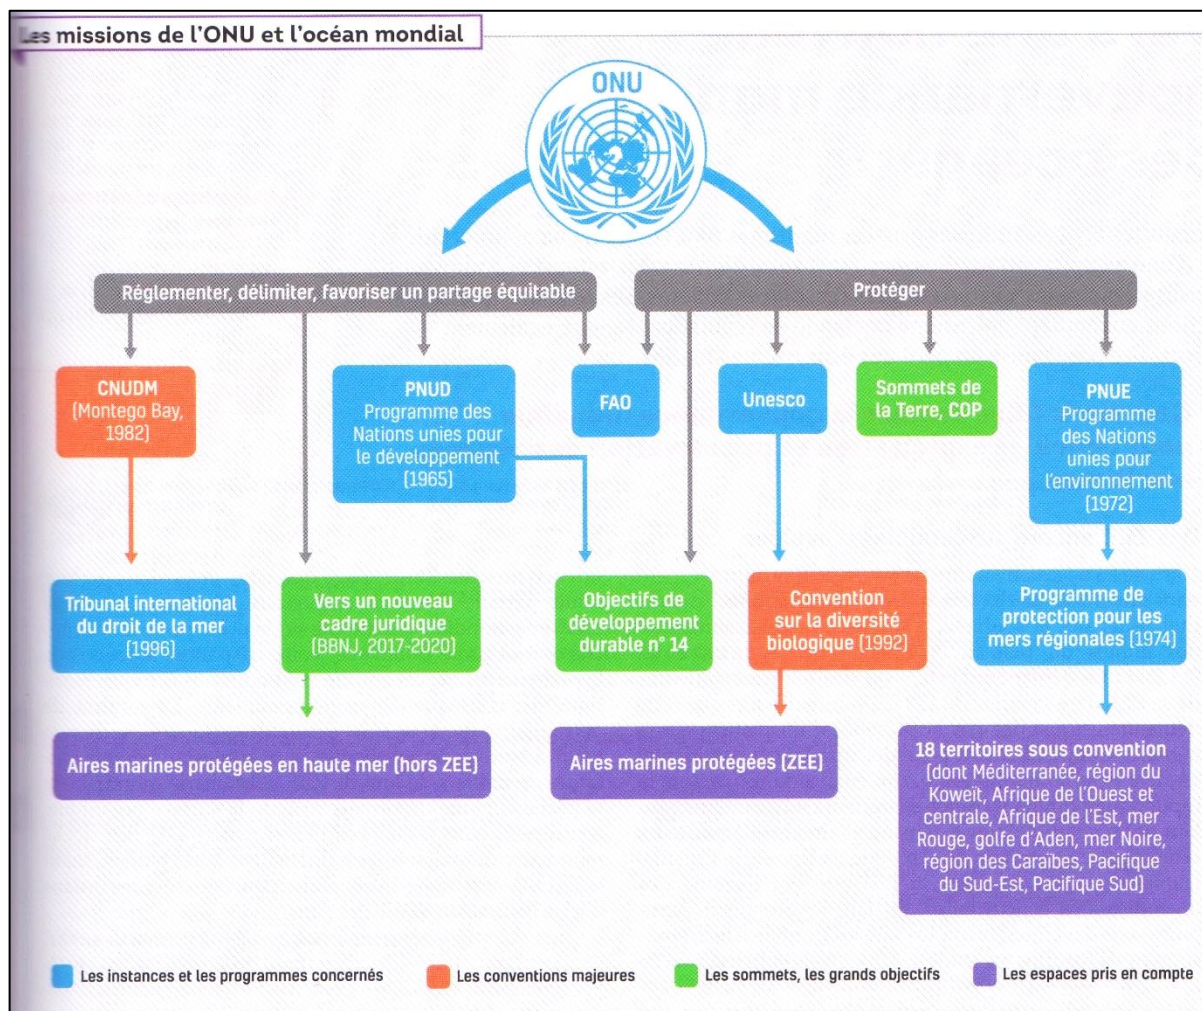 Les missions de l'ONU et l'océan mondial
ONU
Réglementer, délimiter, favoriser un partage équitable
Protéger
CNUDM
(Montego Bay,
1982)
PNUD
Programme des
Nations unies pour
le développement
(1965)
FAO
Unesco
Sommets de
la Terre, COP
PNUE
Programme
des Nations
unies pour
l'environnement
(1972)
Tribunal international
du droit de la mer
(1996)
Vers un nouveau
cadre juridique
(BBNJ, 2017-2020)
Objectifs de
développement
durable n° 14
Convention
sur la diversité
biologique (1992)
Programme de
protection pour les
mers régionales (1974)
Aires marines protégées en haute mer (hors ZEE)
Aires marines protégées (ZEE)
18 territoires sous convention
(dont Méditerranée, région du
Koweït, Afrique de l'Ouest et
centrale, Afrique de l'Est, mer
Rouge, golfe d'Aden, mer Noire,
région des Caraïbes, Pacifique
du Sud-Est, Pacifique Sud)
Les instances et les programmes concernés
Les conventions majeures
Les sommets, les grands objectifs
Les espaces pris en compte